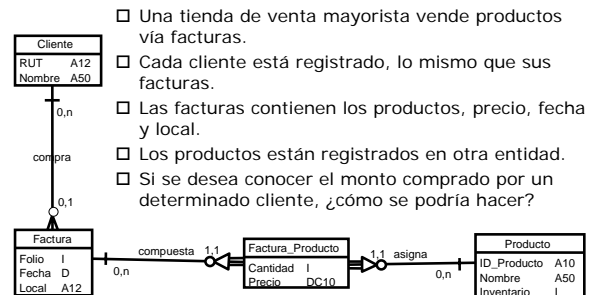 Una tienda de venta mayorista vende productos
vía facturas.
Cada cliente está registrado, lo mismo que sus
facturas.
Las facturas contienen los productos, precio, fecha
y local.
Los productos están registrados en otra entidad.
Si se desea conocer el monto comprado por un
determinado cliente, ¿cómo se podría hacer?
Cliente
RUT A12
Nombre A50
0,n
compra
0,1
Factura
Folio I
Fecha D
Local A12
0,n
compuesta
1,1
Factura_Producto
Cantidad I
Precio DC10
1,1
asigna
0,n
Producto
ID_Producto A10
Nombre A50
Inventario I